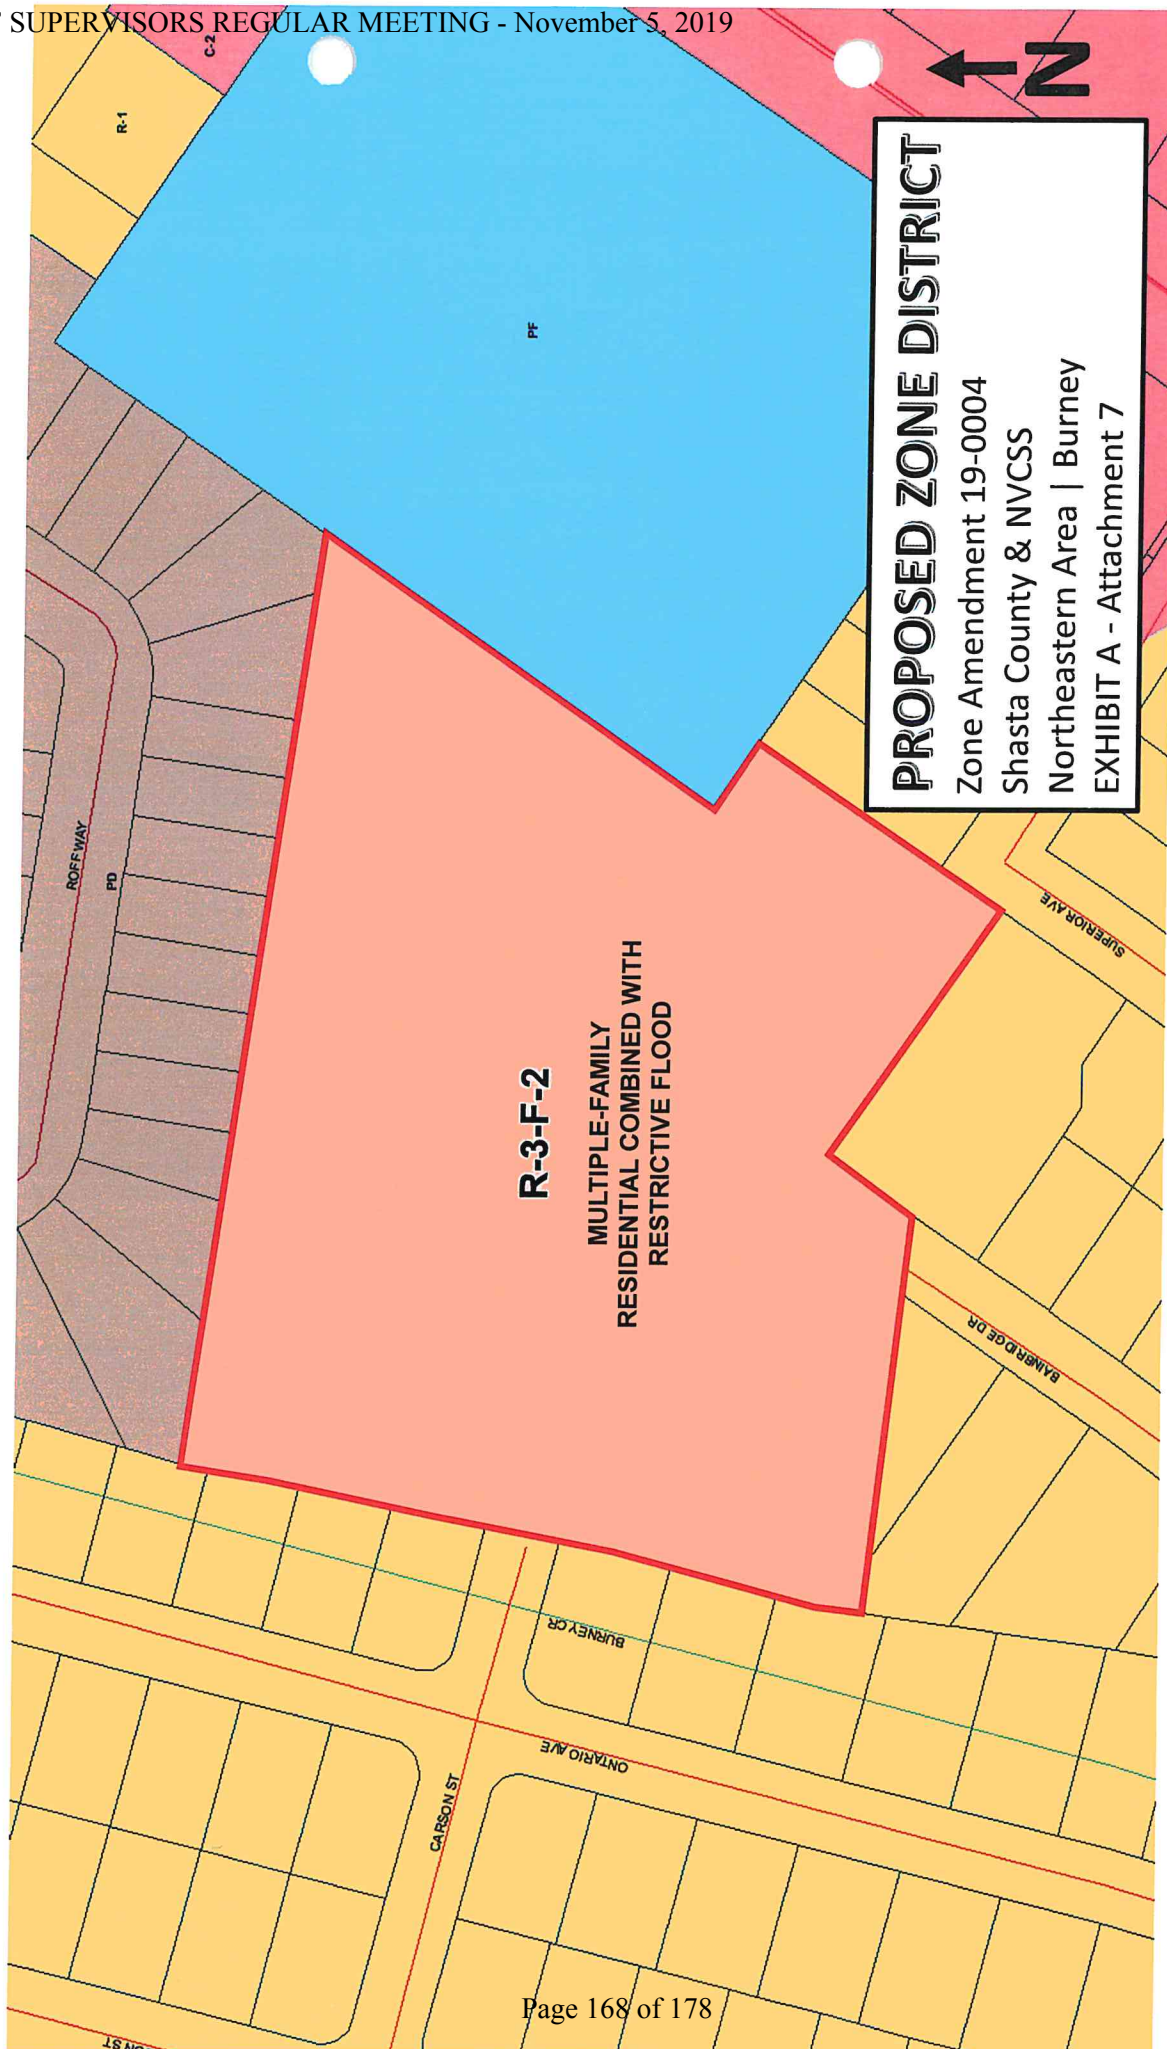 SUPERVISORS REGULAR MEETING - November 5, 2019
N
PROPOSED ZONE DISTRICT
Zone Amendment 19-0004
Shasta County & NVCSS
Northeastern Area | Burney
EXHIBIT A - Attachment 7
C-2
R-1
PF
ROFF WAY
PD
R-3-F-2
MULTIPLE-FAMILY
RESIDENTIAL COMBINED WITH
RESTRICTIVE FLOOD
SUPERIOR AVE
BAINBRIDGE DR
BURNEY CR
ONTARIO AVE
CARSON ST
ST
Page 168 of 178